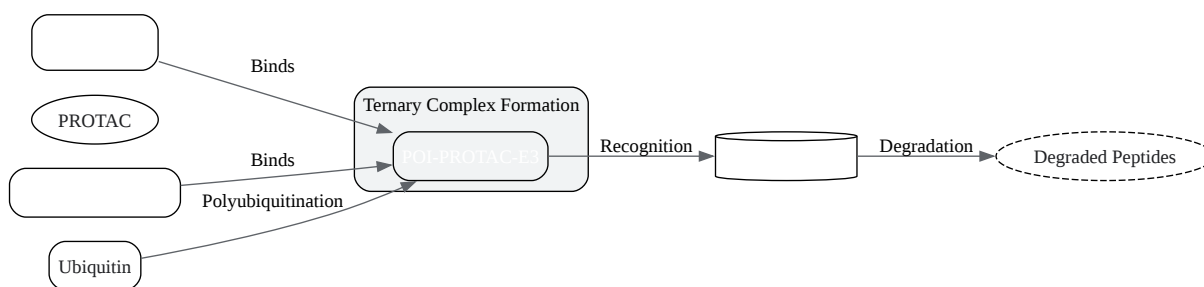 Binds
Ternary Complex Formation
PROTAC
POI-PROTAC-E3
Recognition
Degradation
Degraded Peptides
Binds
Polyubiquitination
Ubiquitin